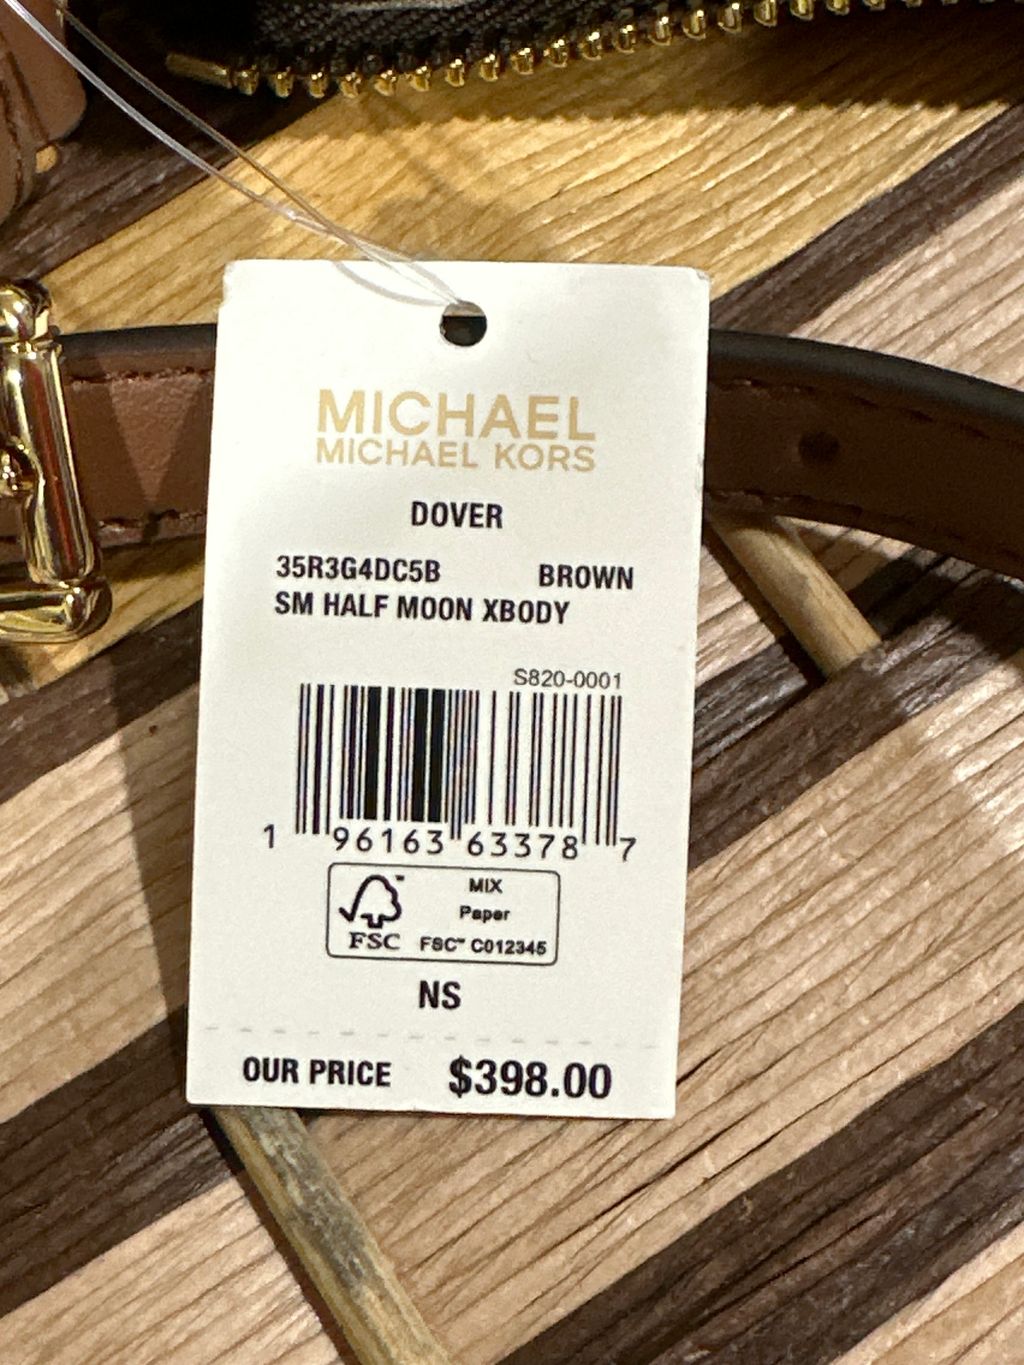 MICHAEL
MICHAEL KORS
DOVER
35R3G4DC5B BROWN
SM HALF MOON XBODY
S820-0001
1 96163 63378 7
FSC
MIX
Paper
FSC™ C012345
NS
OUR PRICE $398.00